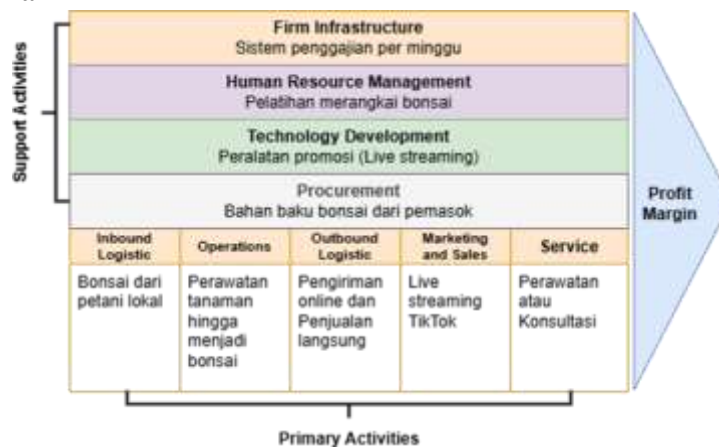 Support Activities
Firm Infrastructure
Sistem penggajian per minggu
Human Resource Management
Pelatihan merangkai bonsai
Technology Development
Peralatan promosi (Live streaming)
Procurement
Bahan baku bonsai dari pemasok
Profit
Margin
Inbound
Logistic
Operations
Outbound
Logistic
Marketing
and Sales
Service
Bonsai dari
petani lokal
Perawatan
tanaman
hingga
menjadi
bonsai
Pengiriman
online dan
Penjualan
langsung
Live
streaming
TikTok
Perawatan
atau
Konsultasi
Primary Activities